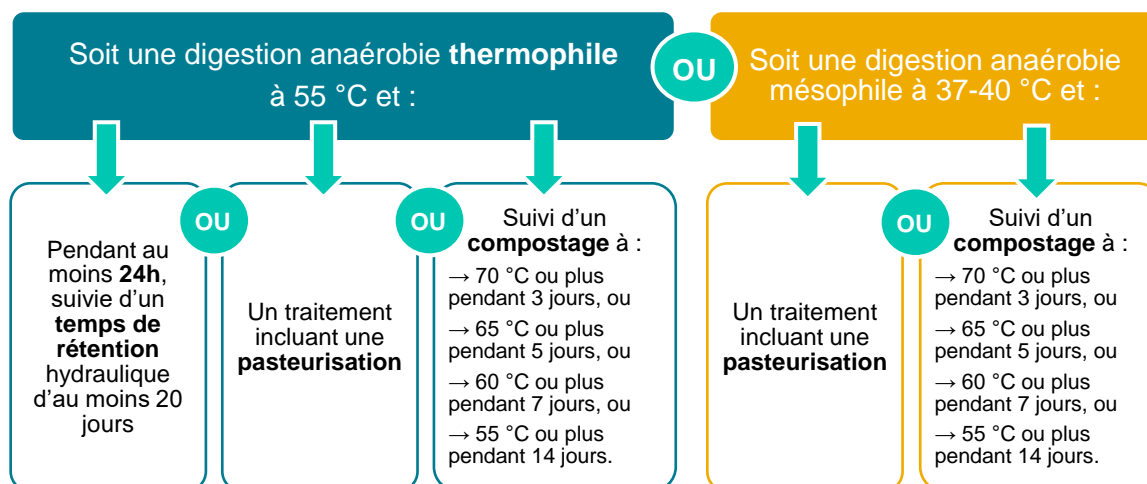 Soit une digestion anaérobie thermophile
à 55 °C et :
OU
Soit une digestion anaérobie
mésophile à 37-40 °C et :
Pendant au
moins 24h,
suivie d'un
temps de
rétention
hydraulique
d'au moins 20
jours
OU
Un traitement
incluant une
pasteurisation
OU
Suivi d'un
compostage à :
→ 70 °C ou plus
pendant 3 jours, ou
→ 65 °C ou plus
pendant 5 jours, ou
→ 60 °C ou plus
pendant 7 jours, ou
→ 55 °C ou plus
pendant 14 jours.
Un traitement
incluant une
pasteurisation
OU
Suivi d'un
compostage à :
→ 70 °C ou plus
pendant 3 jours, ou
→ 65 °C ou plus
pendant 5 jours, ou
→ 60 °C ou plus
pendant 7 jours, ou
→ 55 °C ou plus
pendant 14 jours.